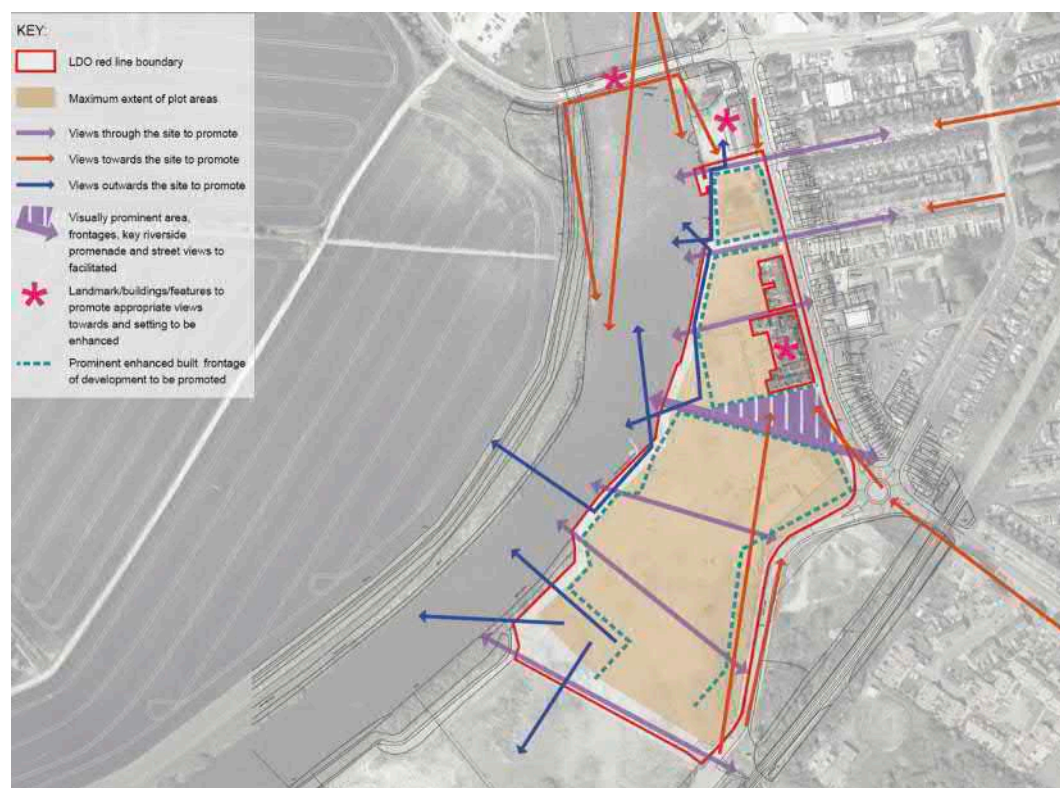 KEY:
LDO red line boundary
Maximum extent of plot areas
Views through the site to promote
Views towards the site to promote
Views outwards the site to promote
Visually prominent area,
frontages, key riverside
promenade and street views to
facilitated
Landmark/buildings/features to
promote appropriate views
towards and setting to be
enhanced
Prominent enhanced built frontage
of development to be promoted